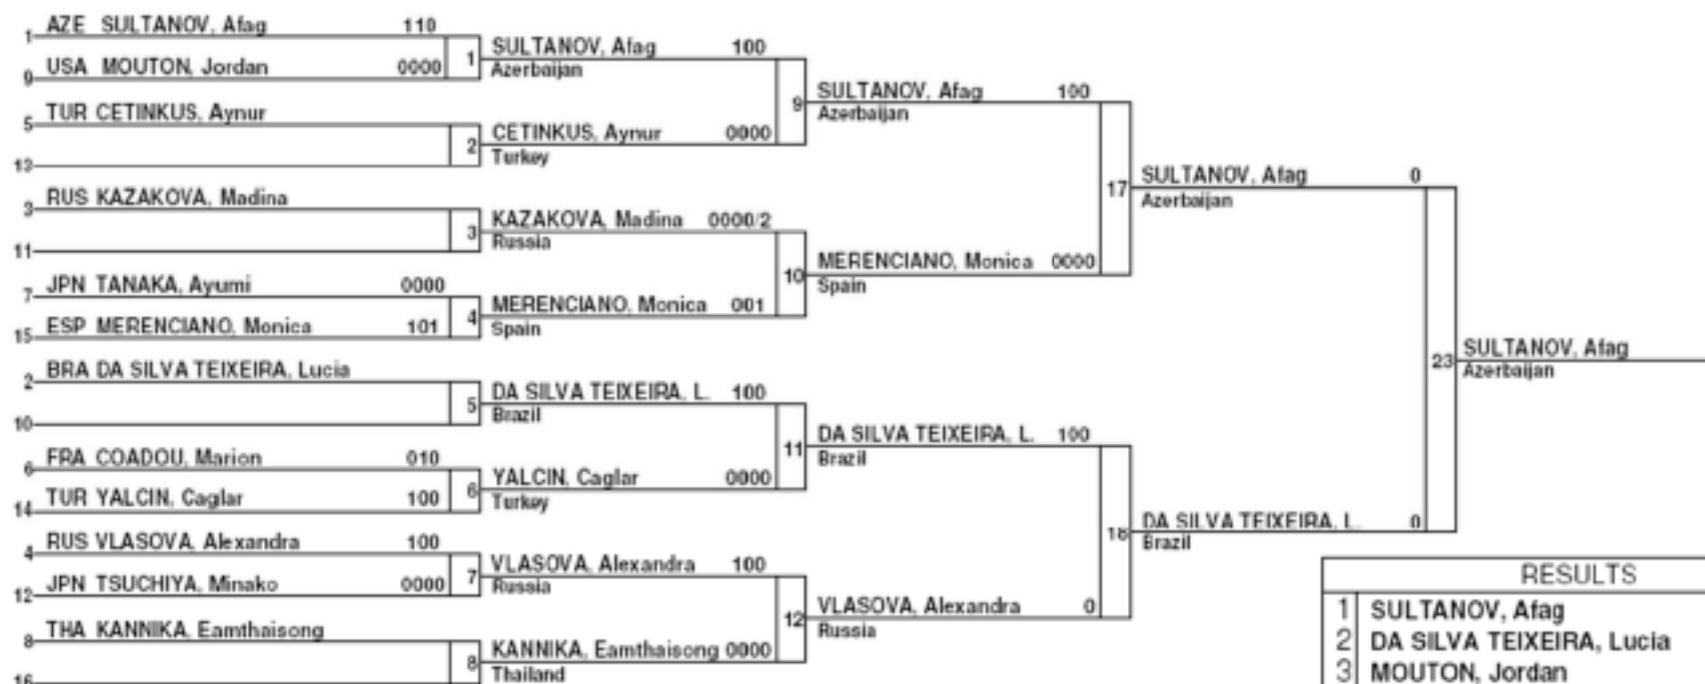 1 AZE SULTANOV, Afag 110
9 USA MOUTON, Jordan 0000
1
SULTANOV, Afag 100
Azerbaijan
5 TUR CETINKUS, Aynur
13
2
CETINKUS, Aynur 0000
Turkey
9
SULTANOV, Afag 100
Azerbaijan
3 RUS KAZAKOVA, Madina
11
3
KAZAKOVA, Madina 0000/2
Russia
7 JPN TANAKA, Ayumi 0000
15 ESP MERENCIANO, Monica 101
4
MERENCIANO, Monica 001
Spain
10
MERENCIANO, Monica 0000
Spain
17
SULTANOV, Afag 0
Azerbaijan
2 BRA DA SILVA TEIXEIRA, Lucia
10
5
DA SILVA TEIXEIRA, L. 100
Brazil
6 FRA COADOU, Marion 010
14 TUR YALCIN, Caglar 100
6
YALCIN, Caglar 0000
Turkey
11
DA SILVA TEIXEIRA, L. 100
Brazil
4 RUS VLASOVA, Alexandra 100
12 JPN TSUCHIYA, Minako 0000
7
VLASOVA, Alexandra 100
Russia
8 THA KANNIKA, Eamthaisong
16
8
KANNIKA, Eamthaisong 0000
Thailand
12
VLASOVA, Alexandra 0
Russia
18
DA SILVA TEIXEIRA, L. 0
Brazil
23
SULTANOV, Afag
Azerbaijan
RESULTS
1 SULTANOV, Afag
2 DA SILVA TEIXEIRA, Lucia
3 MOUTON, Jordan